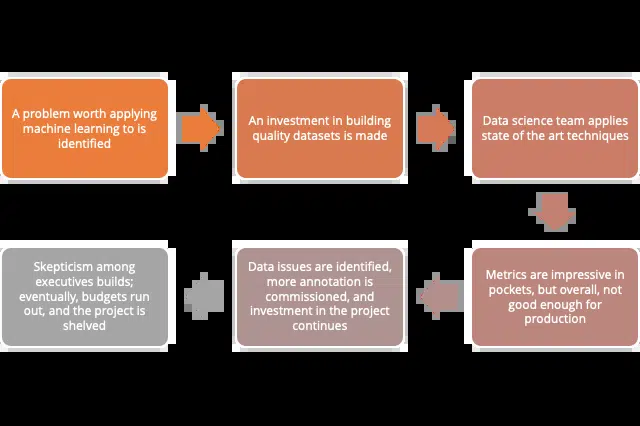 A problem worth applying
machine learning to is
identified
An investment in building
quality datasets is made
Data science team applies
state of the art techniques
Metrics are impressive in
pockets, but overall, not
good enough for
production
Data issues are identified,
more annotation is
commissioned, and
investment in the project
continues
Skepticism among
executives builds;
eventually, budgets run
out, and the project is
shelved